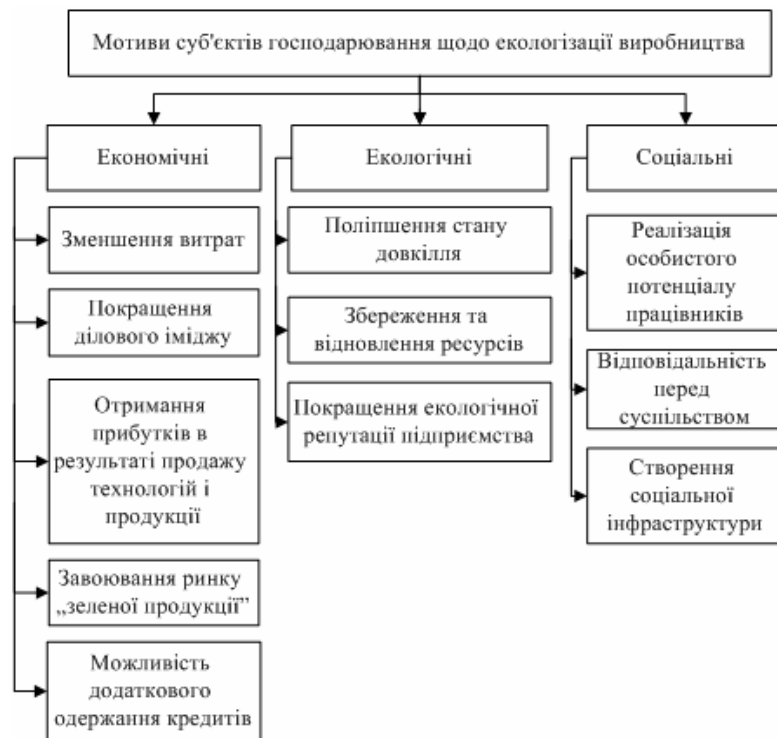 Мотиви суб'єктів господарювання щодо екологізації виробництва
Економічні
Зменшення витрат
Покращення
ділового іміджу
Отримання
прибутків в
результаті продажу
технологій і
продукції
Завоювання ринку
„зеленої продукції”
Можливість
додаткового
одержання кредитів
Екологічні
Поліпшення стану
довкілля
Збереження та
відновлення ресурсів
Покращення екологічної
репутації підприємства
Соціальні
Реалізація
особистого
потенціалу
працівників
Відповідальність
перед
суспільством
Створення
соціальної
інфраструктури